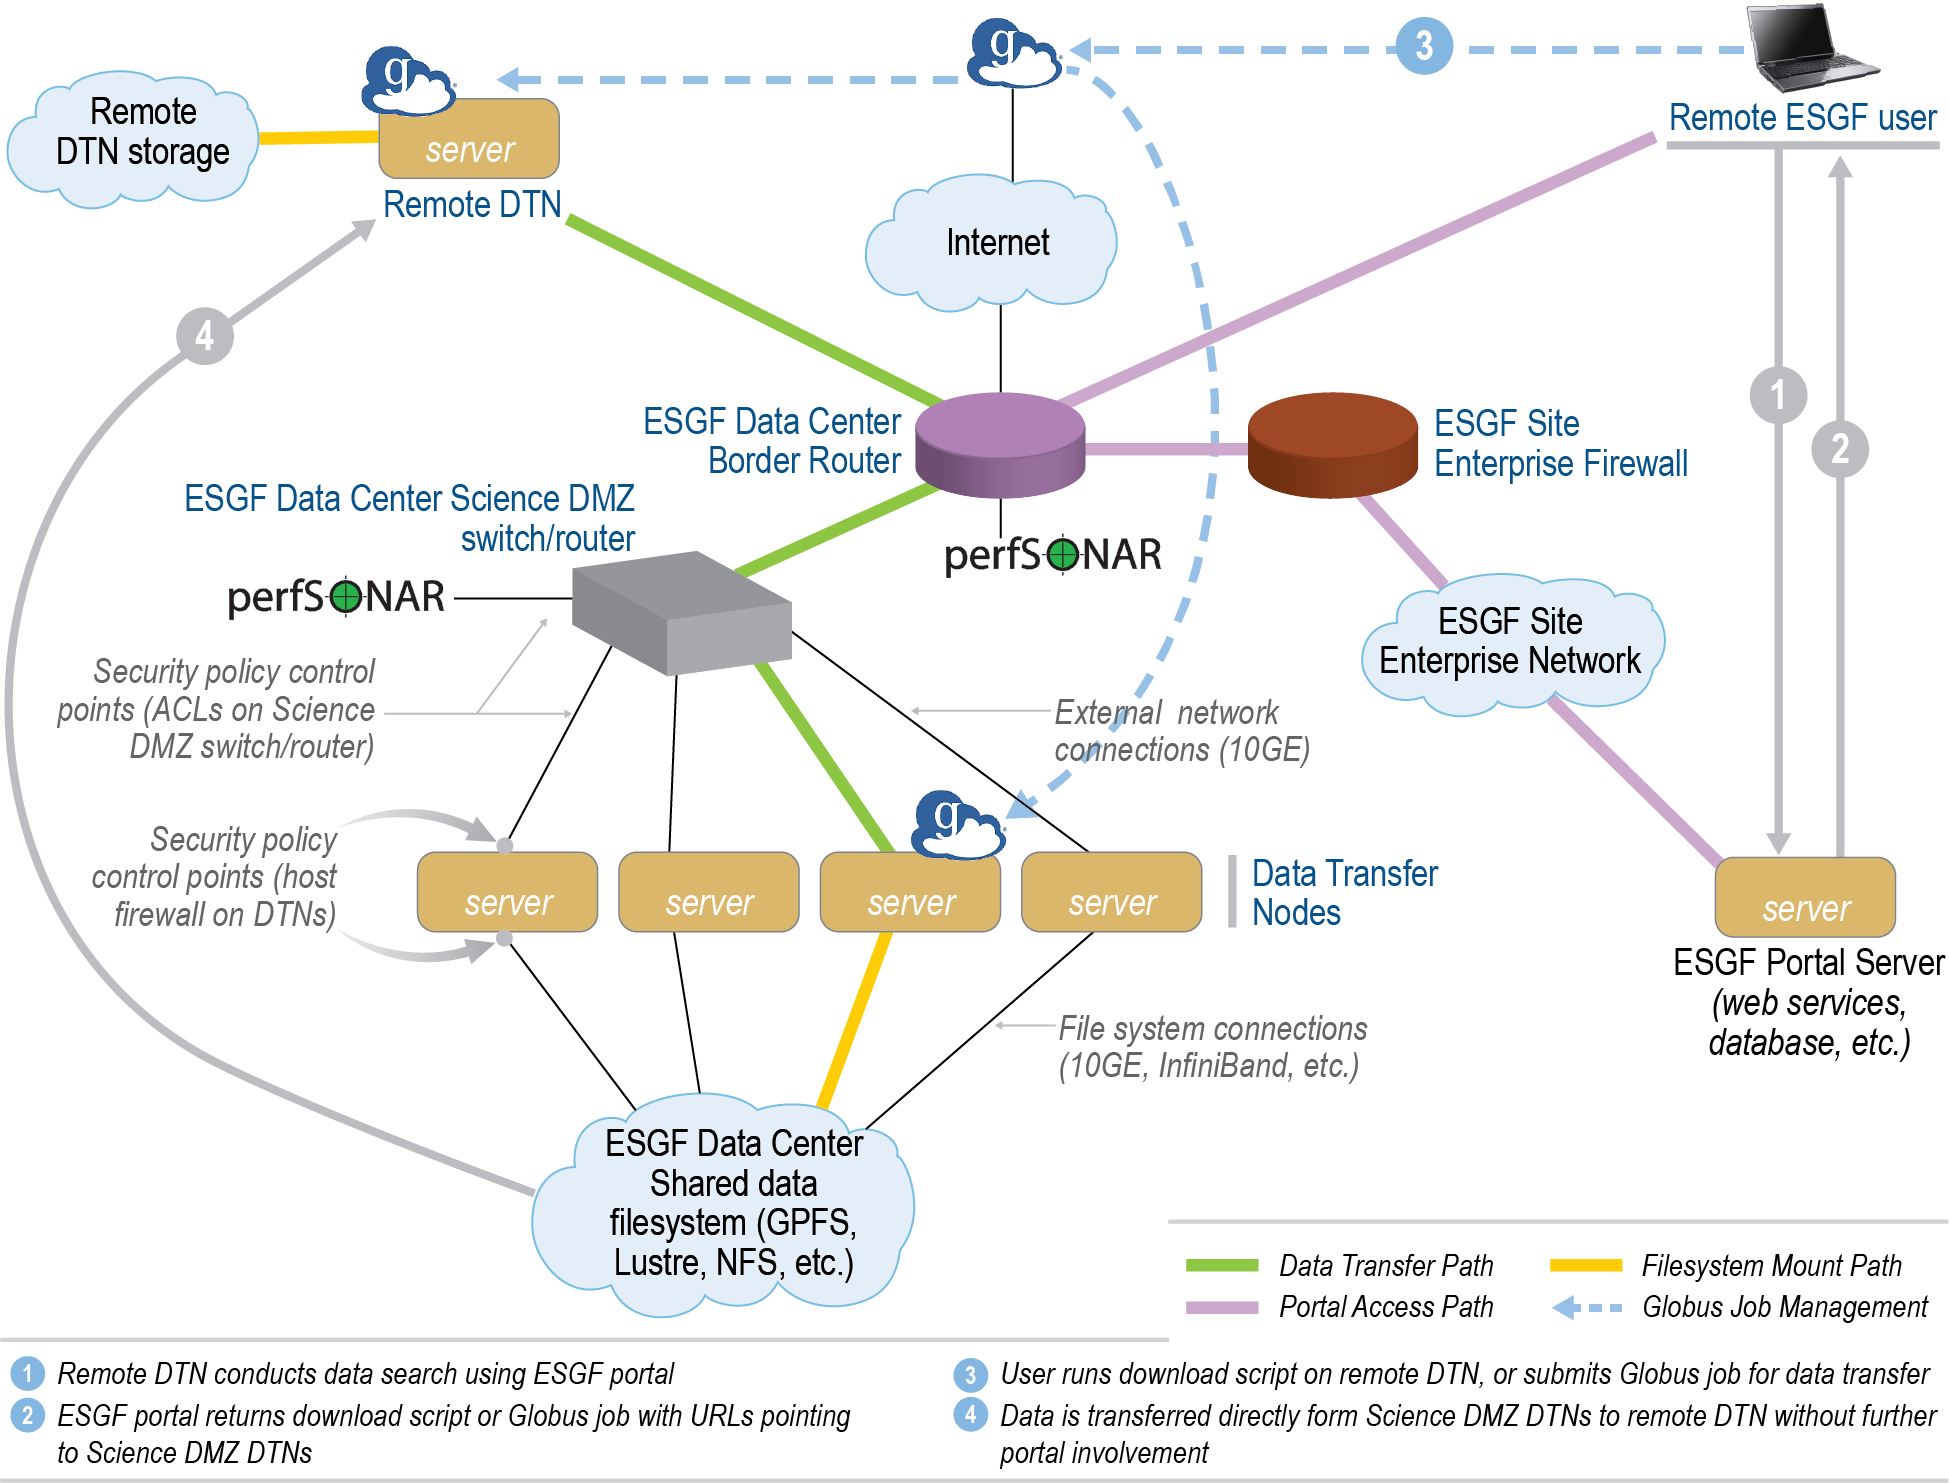 g
3
g
Remote
DTN storage
server
Remote ESGF user
Remote DTN
Internet
4
1
2
ESGF Data Center
Border Router
ESGF Site
Enterprise Firewall
ESGF Data Center Science DMZ
switch/router
perfSONAR
perfSONAR
ESGF Site
Enterprise Network
Security policy control
points (ACLs on Science
DMZ switch/router)
External network
connections (10GE)
g
Security policy
control points (host
firewall on DTNs)
server
server
server
server
Data Transfer
Nodes
server
ESGF Portal Server
(web services,
database, etc.)
File system connections
(10GE, InfiniBand, etc.)
ESGF Data Center
Shared data
filesystem (GPFS,
Lustre, NFS, etc.)
Data Transfer Path
Filesystem Mount Path
Portal Access Path
Globus Job Management
1 Remote DTN conducts data search using ESGF portal
2 ESGF portal returns download script or Globus job with URLs pointing
to Science DMZ DTNs
3 User runs download script on remote DTN, or submits Globus job for data transfer
4 Data is transferred directly form Science DMZ DTNs to remote DTN without further
portal involvement